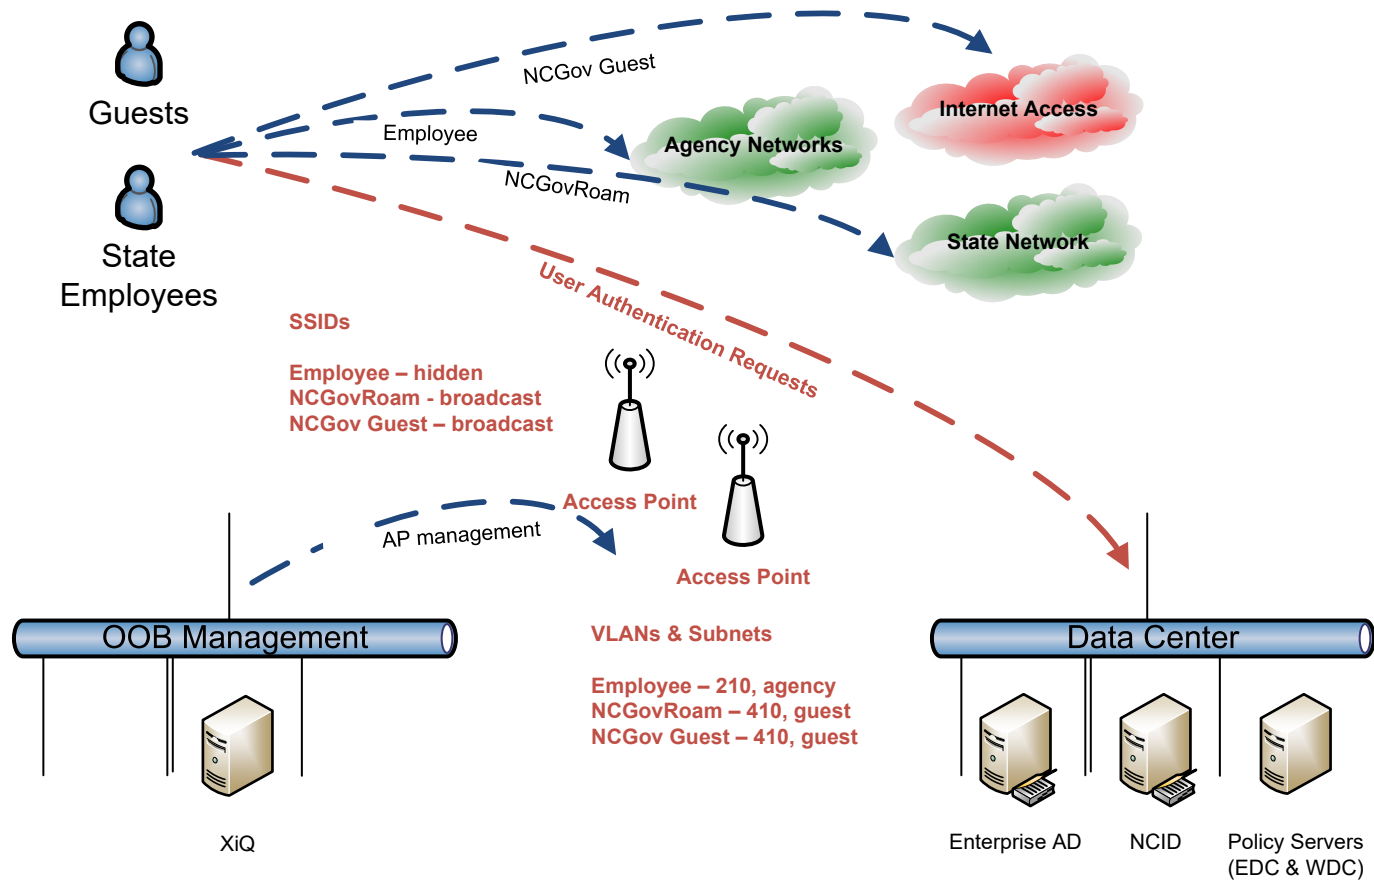 NCGov Guest
Guests
Employee
Internet Access
Agency Networks
NCGovRoam
State
Employees
State Network
User Authentication Requests
SSIDs
Employee – hidden
NCGovRoam - broadcast
NCGov Guest – broadcast
Access Point
AP management
Access Point
OOB Management
VLANs & Subnets
Data Center
Employee – 210, agency
NCGovRoam – 410, guest
NCGov Guest – 410, guest
XiQ
Enterprise AD
NCID
Policy Servers
(EDC & WDC)